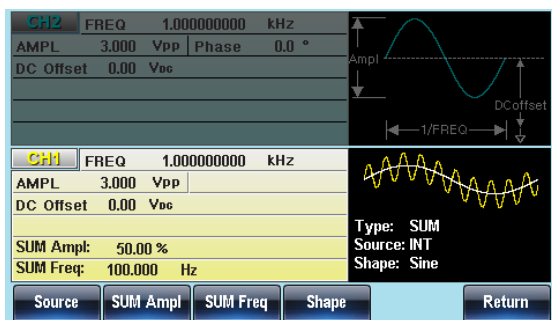 CH2 FREQ 1.000000000 kHz
AMPL 3.000 Vpp Phase 0.0 °
DC Offset 0.00 VDC
Ampl
DCoffset
1/FREQ
CH1 FREQ 1.000000000 kHz
AMPL 3.000 Vpp
DC Offset 0.00 VDC
SUM Ampl: 50.00 %
SUM Freq: 100.000 Hz
Type: SUM
Source: INT
Shape: Sine
Source SUM Ampl SUM Freq Shape Return